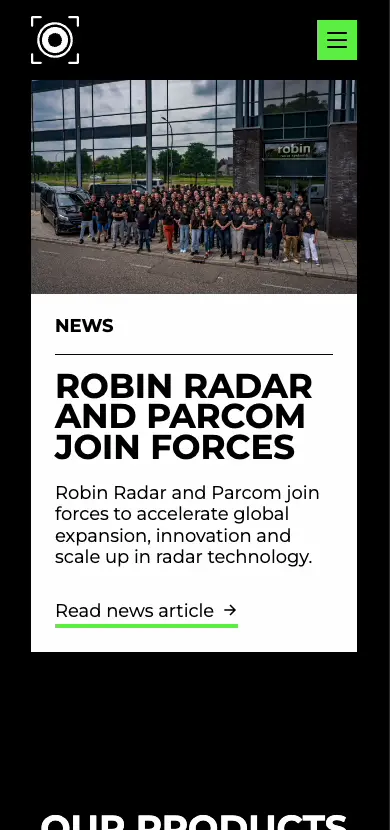 robin
NEWS
ROBIN RADAR
AND PARCOM
JOIN FORCES
Robin Radar and Parcom join
forces to accelerate global
expansion, innovation and
scale up in radar technology.
Read news article →
OUR PRODUCTS